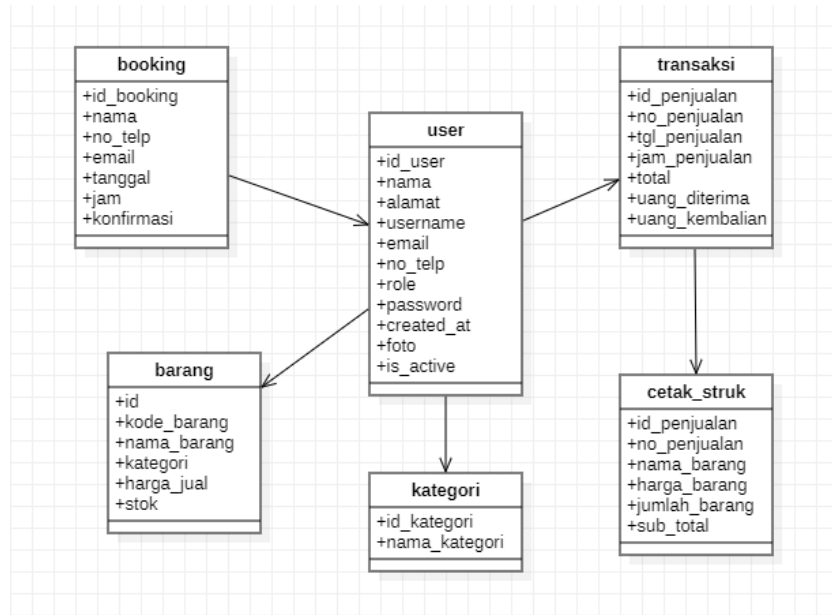 booking
+id_booking
+nama
+no_telp
+email
+tanggal
+jam
+konfirmasi
user
+id_user
+nama
+alamat
+username
+email
+no_telp
+role
+password
+created_at
+foto
+is_active
transaksi
+id_penjualan
+no_penjualan
+tgl_penjualan
+jam_penjualan
+total
+uang_diterima
+uang_kembalian
barang
+id
+kode_barang
+nama_barang
+kategori
+harga_jual
+stok
kategori
+id_kategori
+nama_kategori
cetak_struk
+id_penjualan
+no_penjualan
+nama_barang
+harga_barang
+jumlah_barang
+sub_total